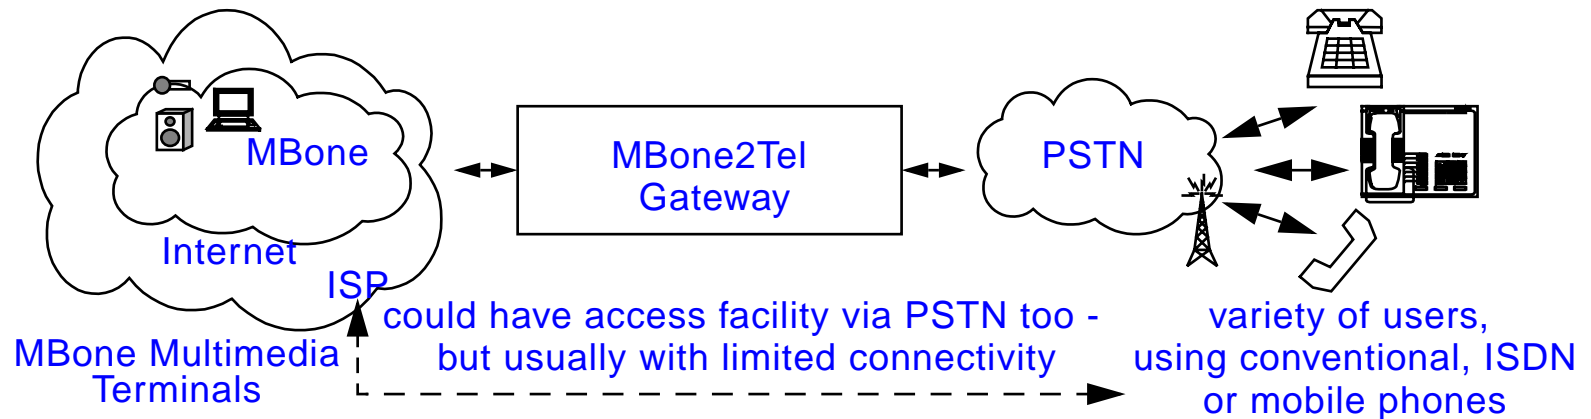 MBone
Internet
ISP
MBone Multimedia
Terminals
MBone2Tel
Gateway
PSTN
could have access facility via PSTN too -
but usually with limited connectivity
variety of users,
using conventional, ISDN
or mobile phones